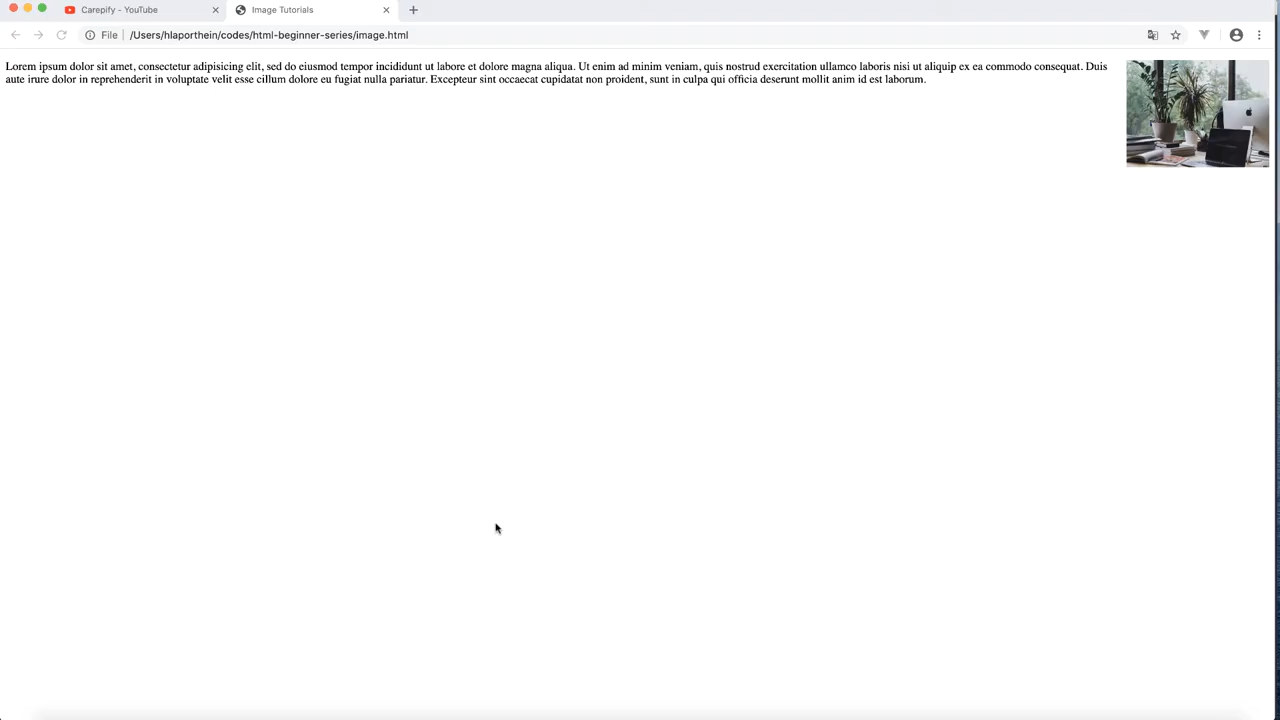 Carepify - YouTube
Image Tutorials
File
/Users/hlaporthein/codes/html-beginner-series/image.html
Lorem ipsum dolor sit amet, consectetur adipisicing elit, sed do eiusmod tempor incididunt ut labore et dolore magna aliqua. Ut enim ad minim veniam, quis nostrud exercitation ullamco laboris nisi ut aliquip ex ea commodo consequat. Duis
aute irure dolor in reprehenderit in voluptate velit esse cillum dolore eu fugiat nulla pariatur. Excepteur sint occaecat cupidatat non proident, sunt in culpa qui officia deserunt mollit anim id est laborum.